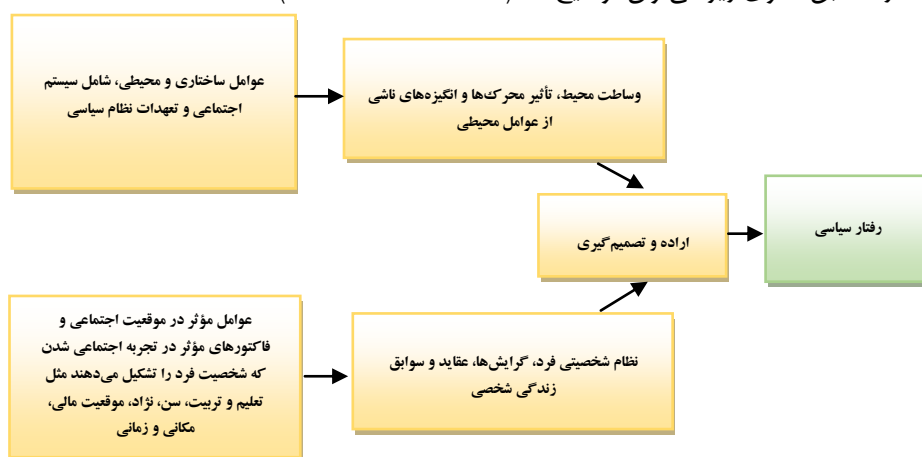 عوامل ساختاری و محیطی، شامل سیستم
اجتماعی و تعهدات نظام سیاسی
وساطت محیط، تأثیر محرک‌ها و انگیزه‌های ناشی
از عوامل محیطی
اراده و تصمیم‌گیری
رفتار سیاسی
عوامل مؤثر در موقعیت اجتماعی و
فاکتورهای مؤثر در تجربه اجتماعی شدن
که شخصیت فرد را تشکیل می‌دهند مثل
تعلیم و تربیت، سن، نژاد، موقعیت مالی،
مکانی و زمانی
نظام شخصیتی فرد، گرایش‌ها، عقاید و سوابق
زندگی شخصی